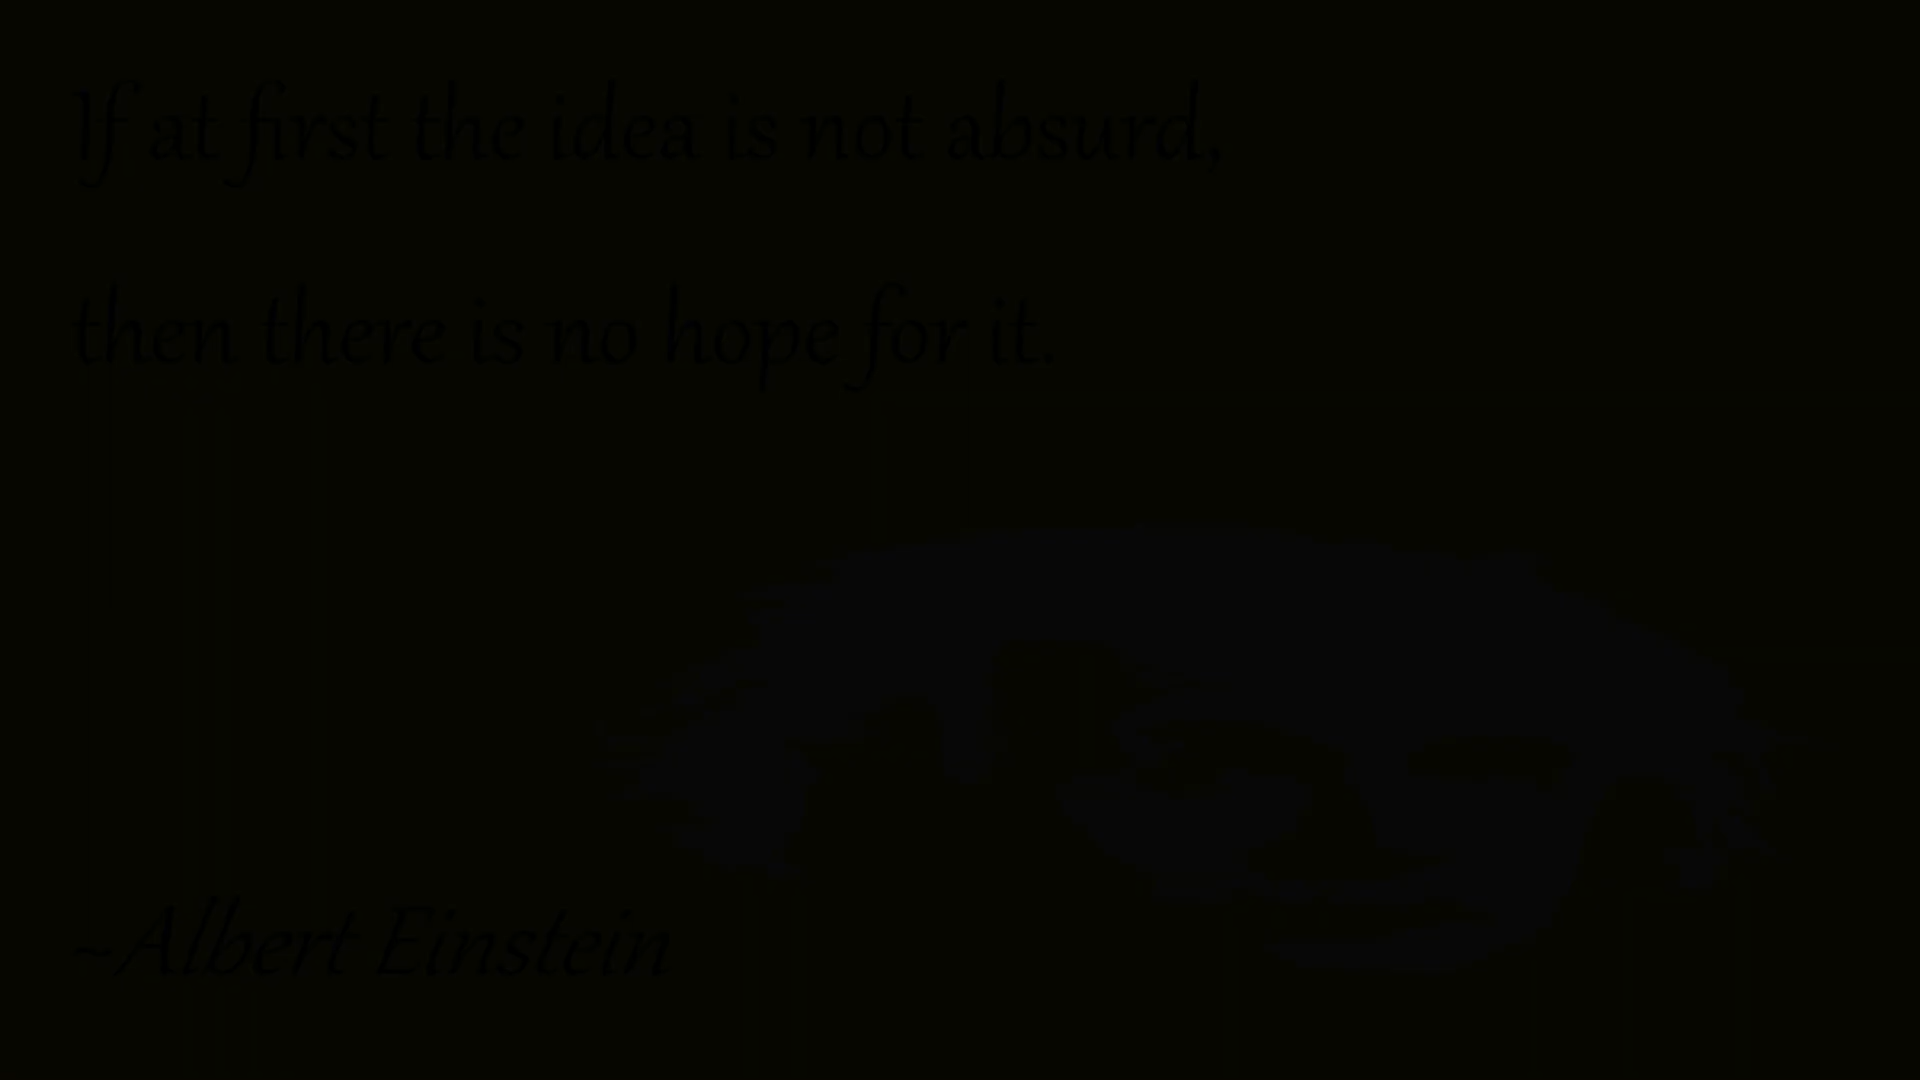 If at first the idea is not absurd,
then there is no hope for it.
~Albert Einstein